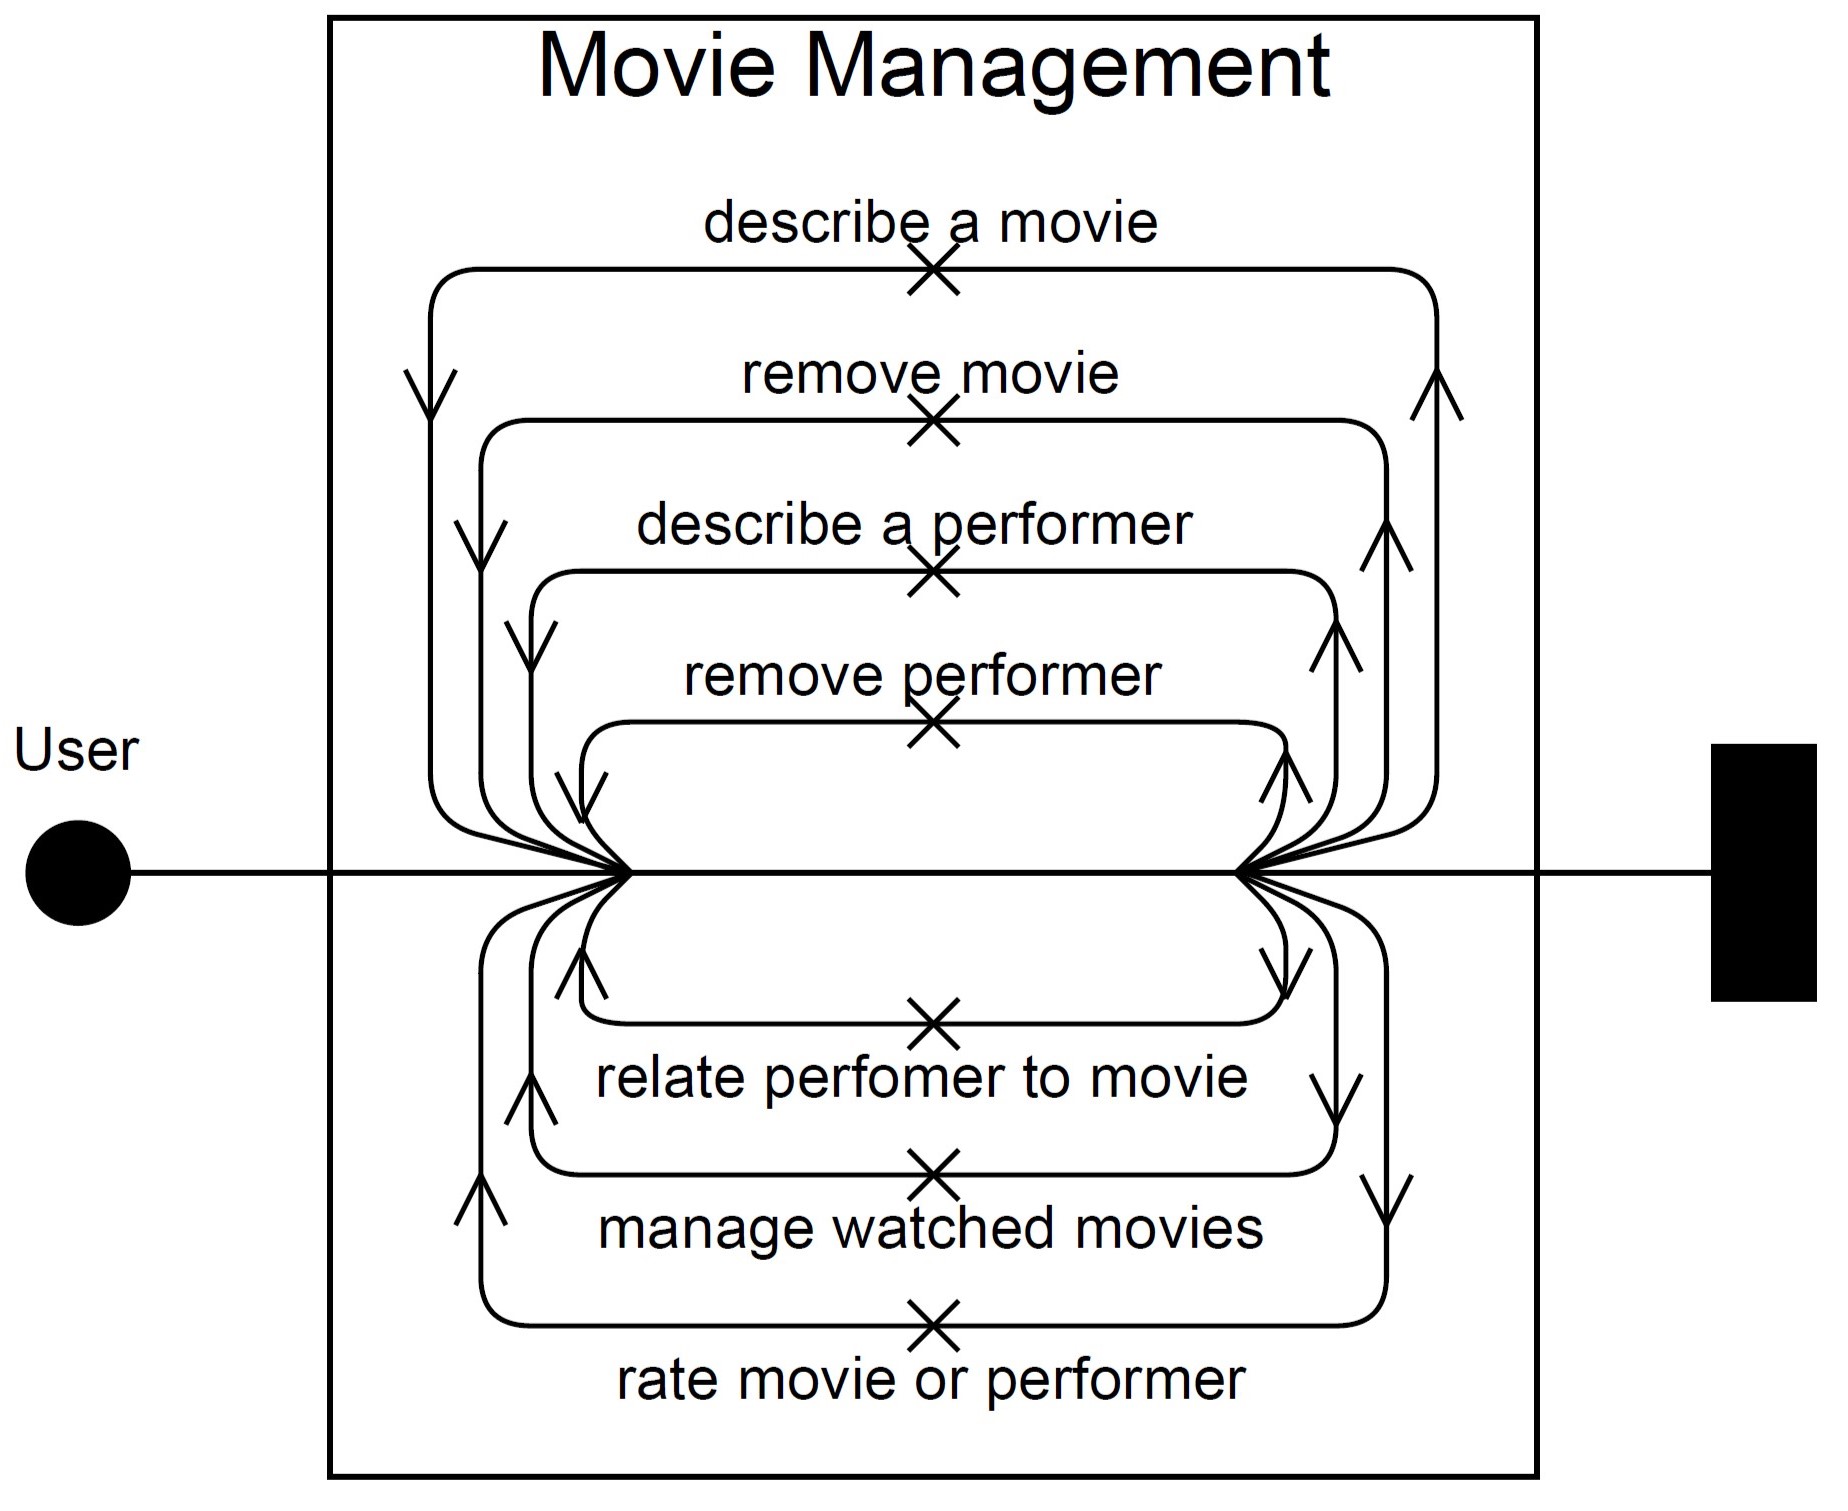 Movie Management
describe a movie
remove movie
describe a performer
remove performer
User
relate perfomer to movie
manage watched movies
rate movie or performer